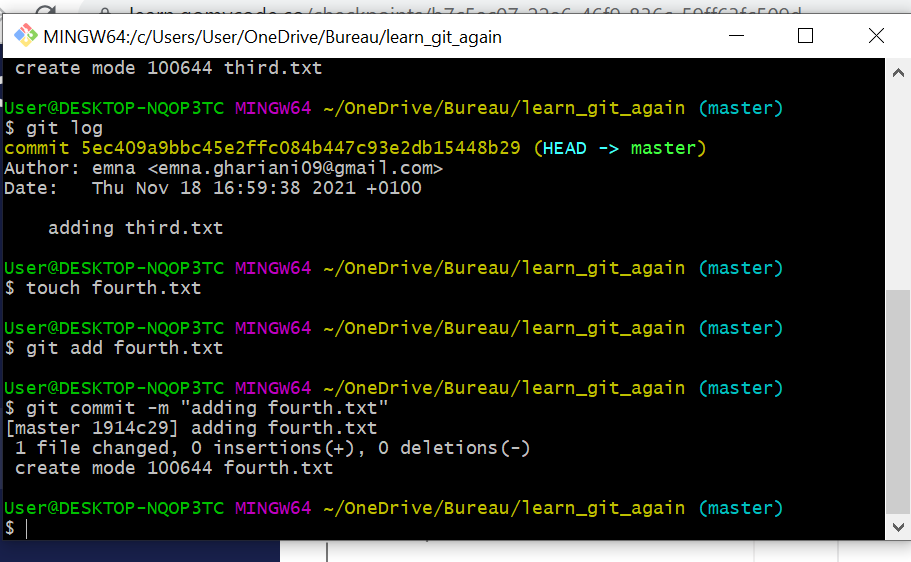 MINGW64:/c/Users/User/OneDrive/Bureau/learn_git_again
create mode 100644 third.txt
User@DESKTOP-NQOP3TC MINGW64 ~/OneDrive/Bureau/learn_git_again (master)
$ git log
commit 5ec409a9bbc45e2ffc084b447c93e2db15448b29 (HEAD -> master)
Author: emna <emna.ghariani09@gmail.com>
Date:   Thu Nov 18 16:59:38 2021 +0100
adding third.txt
User@DESKTOP-NQOP3TC MINGW64 ~/OneDrive/Bureau/learn_git_again (master)
$ touch fourth.txt
User@DESKTOP-NQOP3TC MINGW64 ~/OneDrive/Bureau/learn_git_again (master)
$ git add fourth.txt
User@DESKTOP-NQOP3TC MINGW64 ~/OneDrive/Bureau/learn_git_again (master)
$ git commit -m "adding fourth.txt"
[master 1914c29] adding fourth.txt
1 file changed, 0 insertions(+), 0 deletions(-)
create mode 100644 fourth.txt
User@DESKTOP-NQOP3TC MINGW64 ~/OneDrive/Bureau/learn_git_again (master)
$